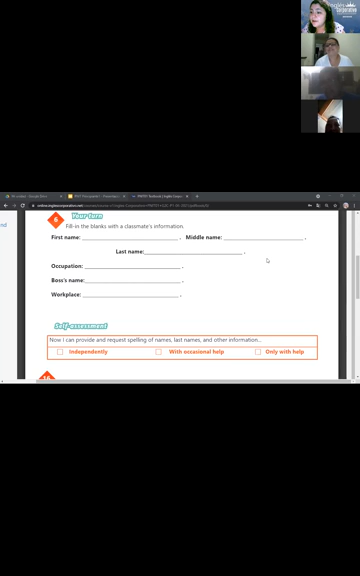 corporative
6
Your turn
Fill-in the blanks with a classmate's information.
First name: , Middle name: ,
Last name: .
Occupation: ,
Boss's name: ,
Workplace: ,
Self-assessment
Now I can provide and request spelling of names, last names, and other information...
Independently With occasional help Only with help